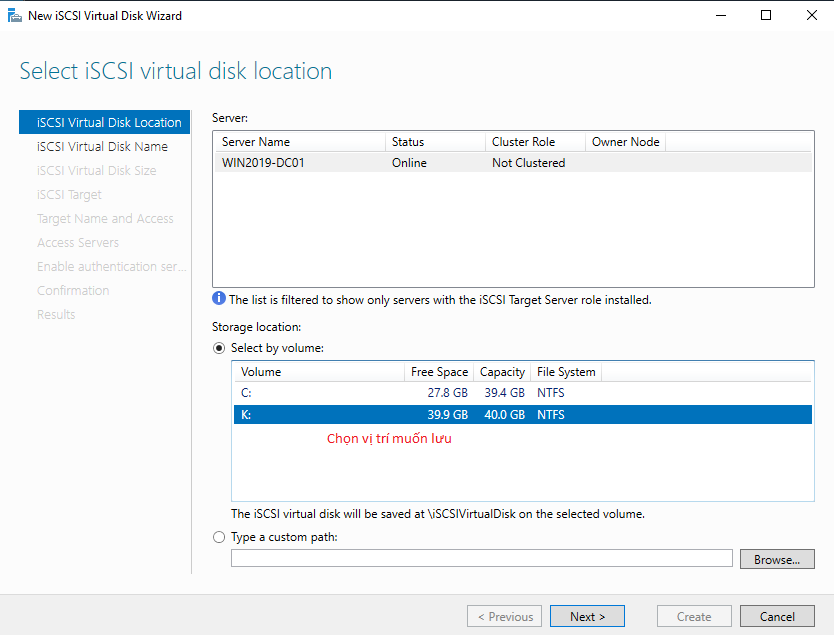 New iSCSI Virtual Disk Wizard
Select iSCSI virtual disk location
iSCSI Virtual Disk Location
iSCSI Virtual Disk Name
iSCSI Virtual Disk Size
iSCSI Target
Target Name and Access
Access Servers
Enable authentication ser...
Confirmation
Results
Server:
Server Name Status Cluster Role Owner Node
WIN2019-DC01 Online Not Clustered
The list is filtered to show only servers with the iSCSI Target Server role installed.
Storage location:
Select by volume:
Volume Free Space Capacity File System
C: 27.8 GB 39.4 GB NTFS
K: 39.9 GB 40.0 GB NTFS
Chọn vị trí muốn lưu
The iSCSI virtual disk will be saved at \iSCSIVirtualDisk on the selected volume.
Type a custom path:
Browse...
< Previous Next > Create Cancel